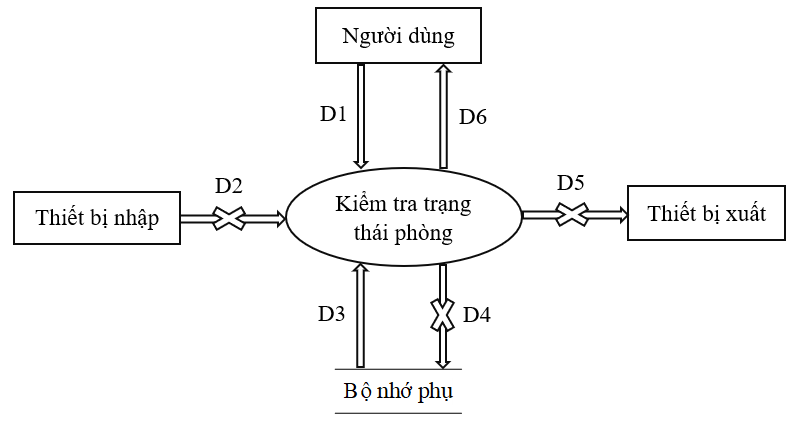 Người dùng
D1
D6
D2
D5
Thiết bị nhập
Kiểm tra trạng
thái phòng
Thiết bị xuất
D3
D4
Bộ nhớ phụ